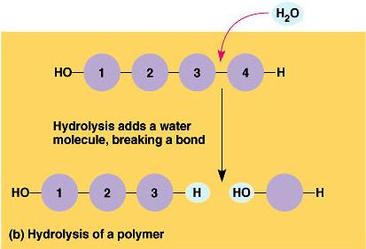 H₂O
HO 1 2 3 4 H
Hydrolysis adds a water
molecule, breaking a bond
HO 1 2 3 H HO H
(b) Hydrolysis of a polymer